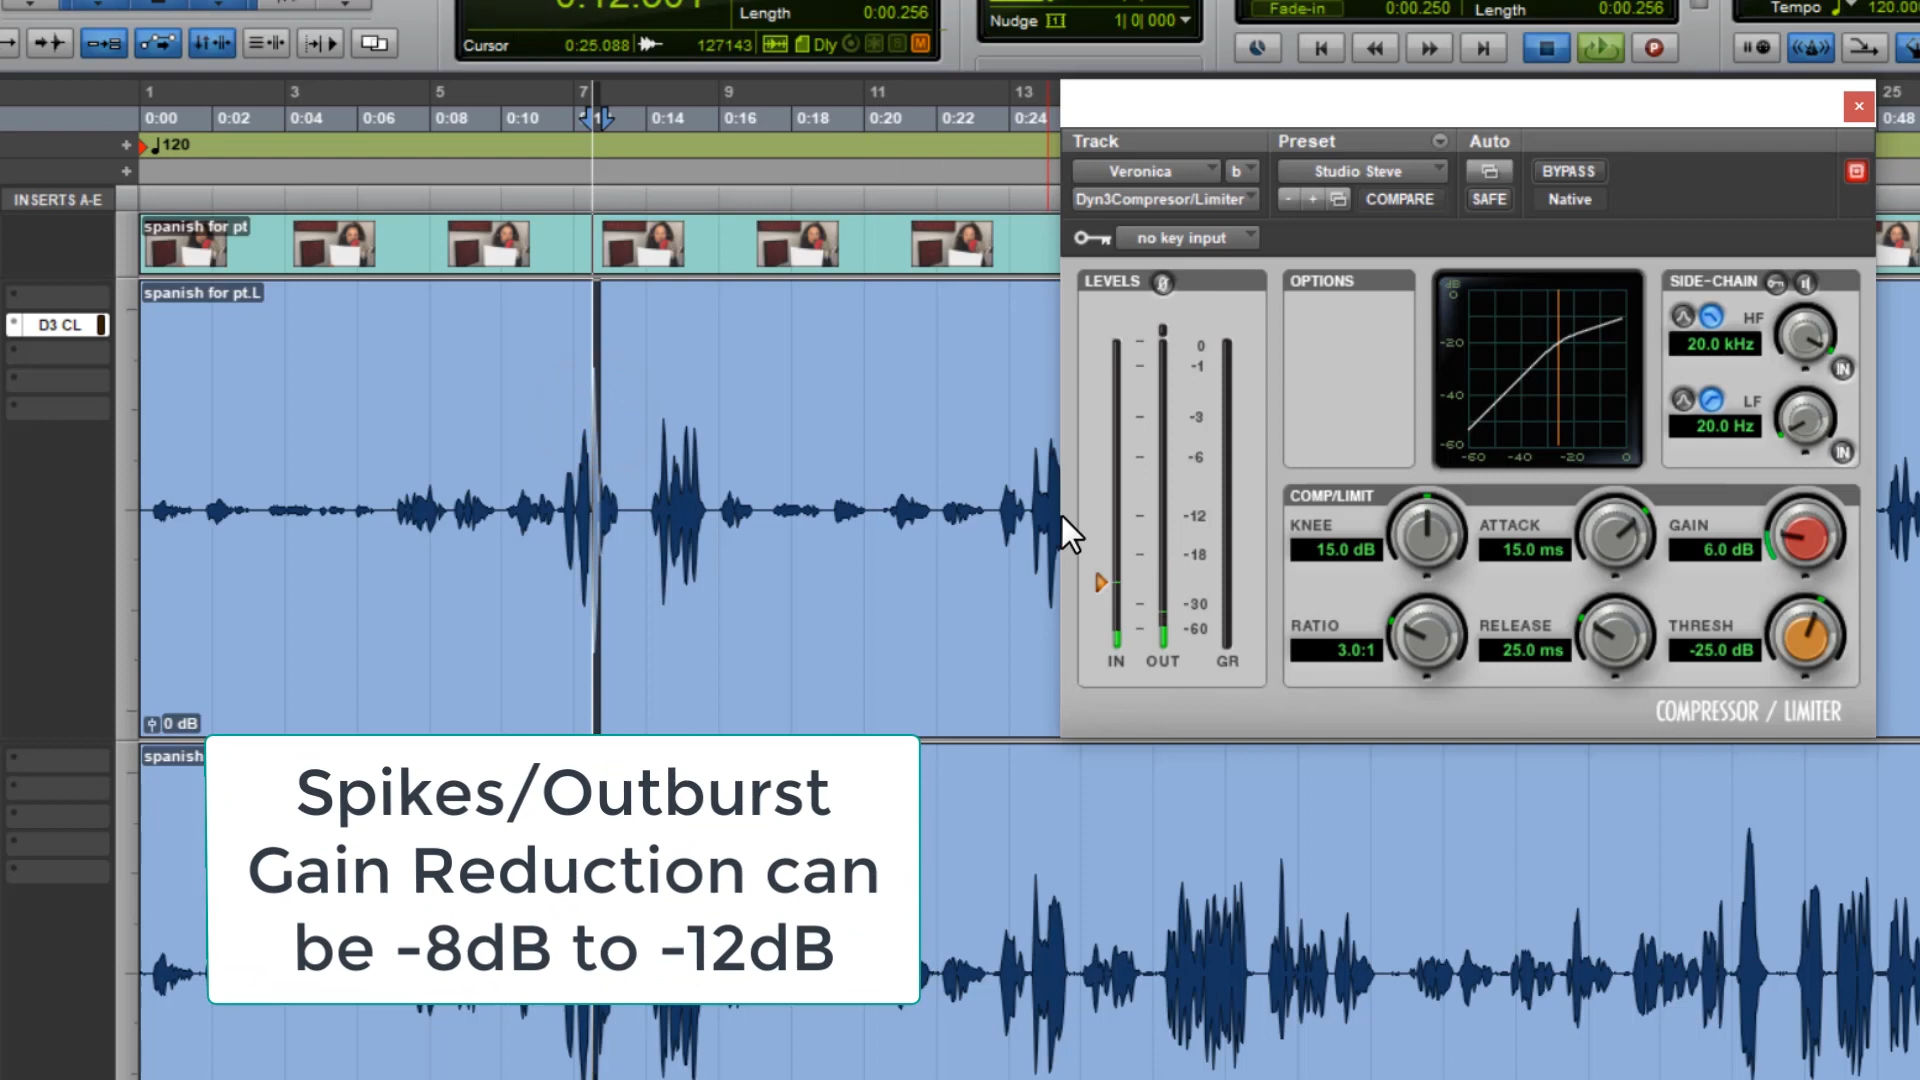 Length 0:00.256
Cursor 0:25.088 127143 Dly
Nudge 1| 0| 000
Fade-in 0:00.250 Length 0:00.256
Tempo
1 3 5 7 9 11 13 25
0:00 0:02 0:04 0:06 0:08 0:10 0:14 0:16 0:18 0:20 0:22 0:24 0:48
120
INSERTS A-E
spanish for pt
spanish for pt.L
D3 CL
0 dB
spanish
Track Preset Auto
Veronica b Studio Steve BYPASS
Dyn3Compresor/Limiter - + COMPARE SAFE Native
no key input
LEVELS
0
-1
-3
-6
-12
-18
-30
-60
IN OUT GR
OPTIONS
dB
0
-20
-40
-60
-60 -40 -20 0
SIDE-CHAIN
HF
20.0 kHz
IN
LF
20.0 Hz
IN
COMP/LIMIT
KNEE ATTACK GAIN
15.0 dB 15.0 ms 6.0 dB
RATIO RELEASE THRESH
3.0:1 25.0 ms -25.0 dB
COMPRESSOR / LIMITER
Spikes/Outburst
Gain Reduction can
be -8dB to -12dB